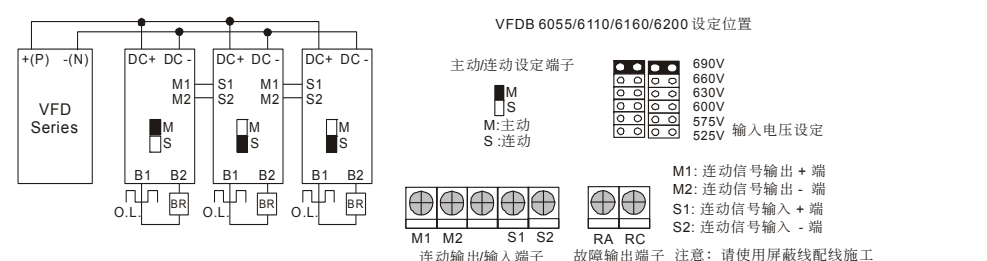 VFDB 6055/6110/6160/6200 设定位置
+(P) -(N)
VFD
Series
DC+ DC -
M1
M2
M
S
B1 B2
O.L.
BR
DC+ DC -
S1
S2
M1
M2
M
S
B1 B2
O.L.
BR
DC+ DC -
S1
S2
M
S
B1 B2
O.L.
BR
主动/连动设定端子
M
S
M:主动
S :连动
690V
660V
630V
600V
575V
525V
输入电压设定
M1 M2 S1 S2
连动输出/输入端子
RA RC
故障输出端子
M1: 连动信号输出 + 端
M2: 连动信号输出 - 端
S1: 连动信号输入 + 端
S2: 连动信号输入 - 端
注意：请使用屏蔽线配线施工